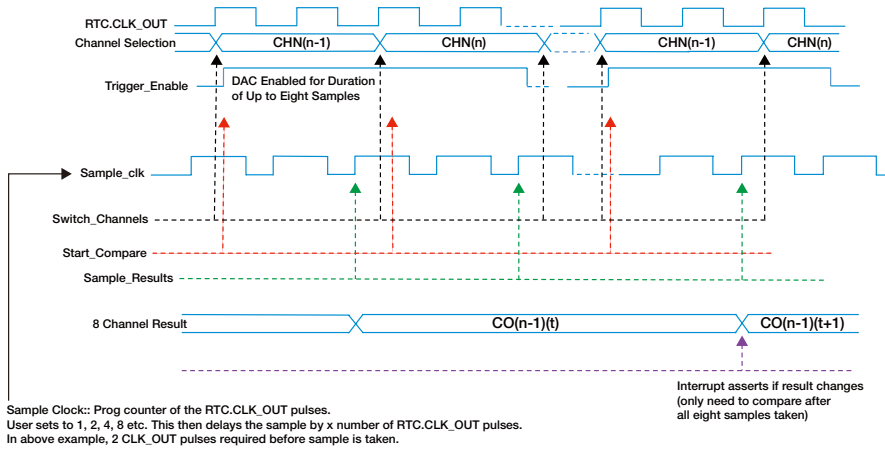 RTC.CLK_OUT
Channel Selection
CHN(n-1)
CHN(n)
CHN(n-1)
CHN(n)
Trigger_Enable
DAC Enabled for Duration
of Up to Eight Samples
Sample_clk
Switch_Channels
Start_Compare
Sample_Results
8 Channel Result
CO(n-1)(t)
CO(n-1)(t+1)
Interrupt asserts if result changes
(only need to compare after
all eight samples taken)
Sample Clock:: Prog counter of the RTC.CLK_OUT pulses.
User sets to 1, 2, 4, 8 etc. This then delays the sample by x number of RTC.CLK_OUT pulses.
In above example, 2 CLK_OUT pulses required before sample is taken.